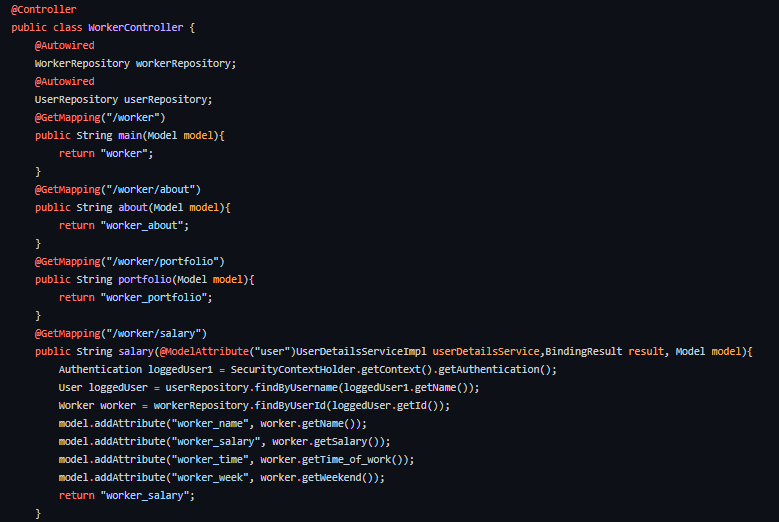 @Controller
public class WorkerController {
    @Autowired
    WorkerRepository workerRepository;
    @Autowired
    UserRepository userRepository;
    @GetMapping("/worker")
    public String main(Model model){
        return "worker";
    }
    @GetMapping("/worker/about")
    public String about(Model model){
        return "worker_about";
    }
    @GetMapping("/worker/portfolio")
    public String portfolio(Model model){
        return "worker_portfolio";
    }
    @GetMapping("/worker/salary")
    public String salary(@ModelAttribute("user")UserDetailsServiceImpl userDetailsService,BindingResult result, Model model){
        Authentication loggedUser1 = SecurityContextHolder.getContext().getAuthentication();
        User loggedUser = userRepository.findByUsername(loggedUser1.getName());
        Worker worker = workerRepository.findByUserId(loggedUser.getId());
        model.addAttribute("worker_name", worker.getName());
        model.addAttribute("worker_salary", worker.getSalary());
        model.addAttribute("worker_time", worker.getTime_of_work());
        model.addAttribute("worker_week", worker.getWeekend());
        return "worker_salary";
    }